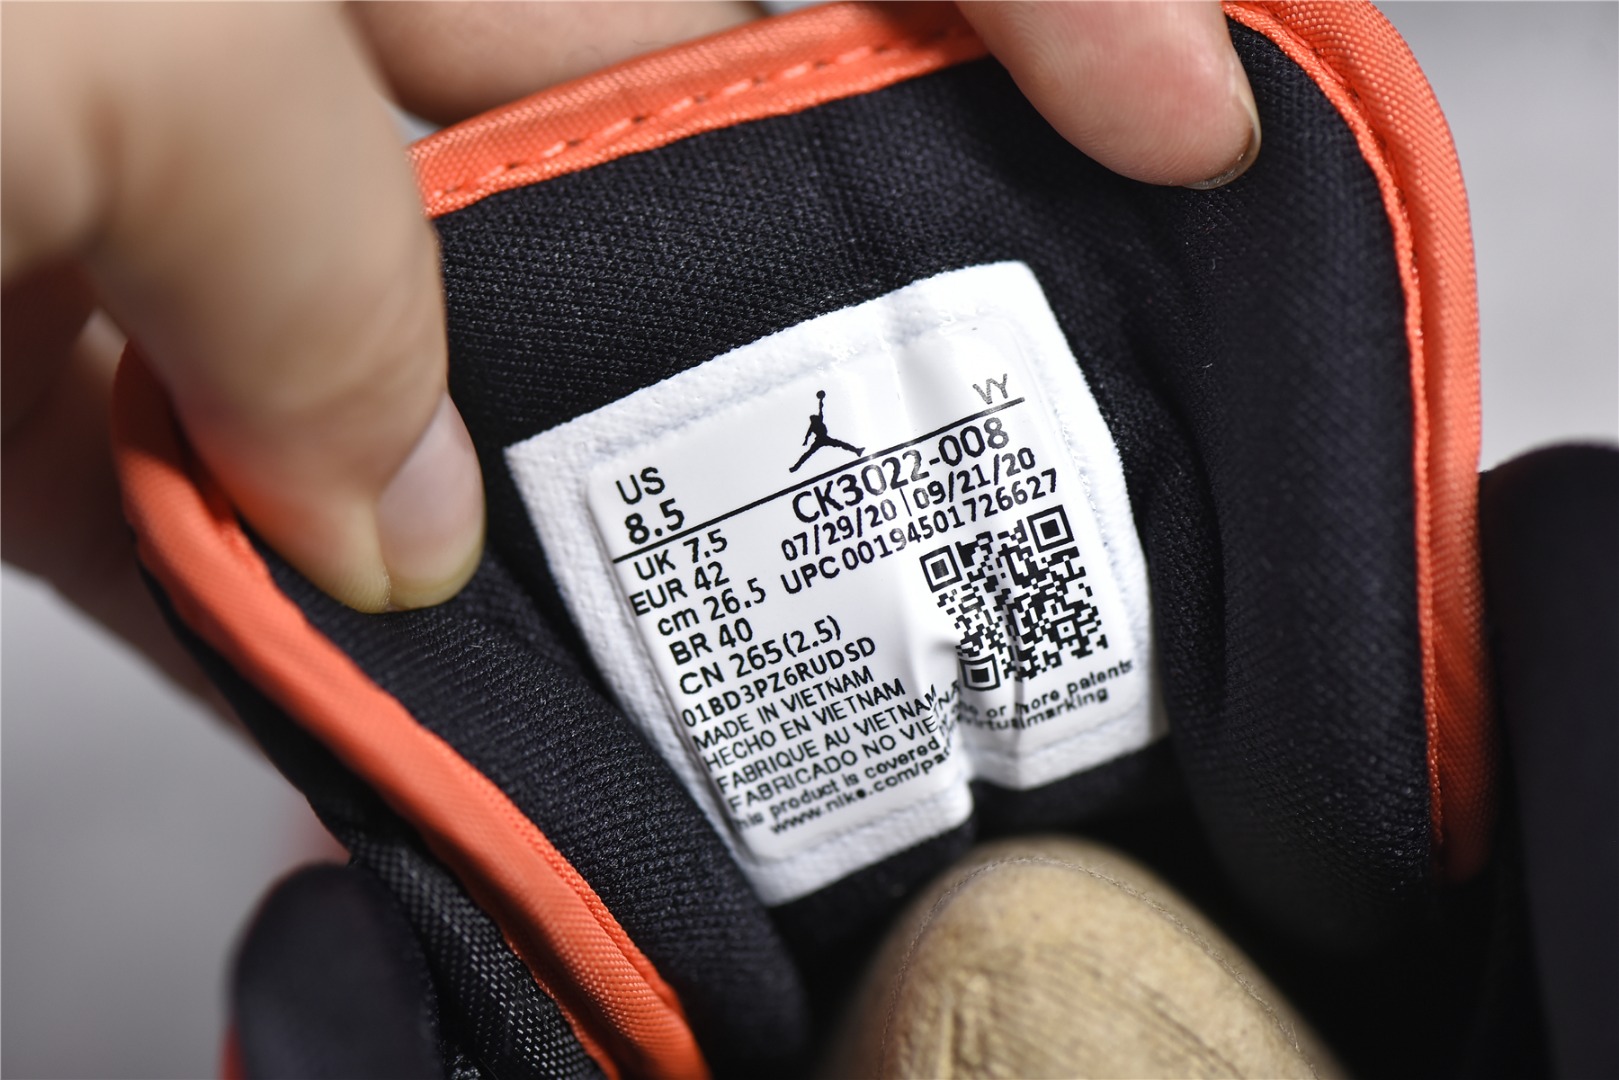 VY
US
8.5
CK3022-008
07/29/20 | 09/21/20
UPC 00194501726627
UK 7.5
EUR 42
cm 26.5
BR 40
CN 265(2.5)
01BD3PZ6RUDSD
MADE IN VIETNAM
HECHO EN VIETNAM
FABRIQUE AU VIETNAM
FABRICADO NO VIETNA
his product is covered or more patents
www.nike.com/pa virtualmarking